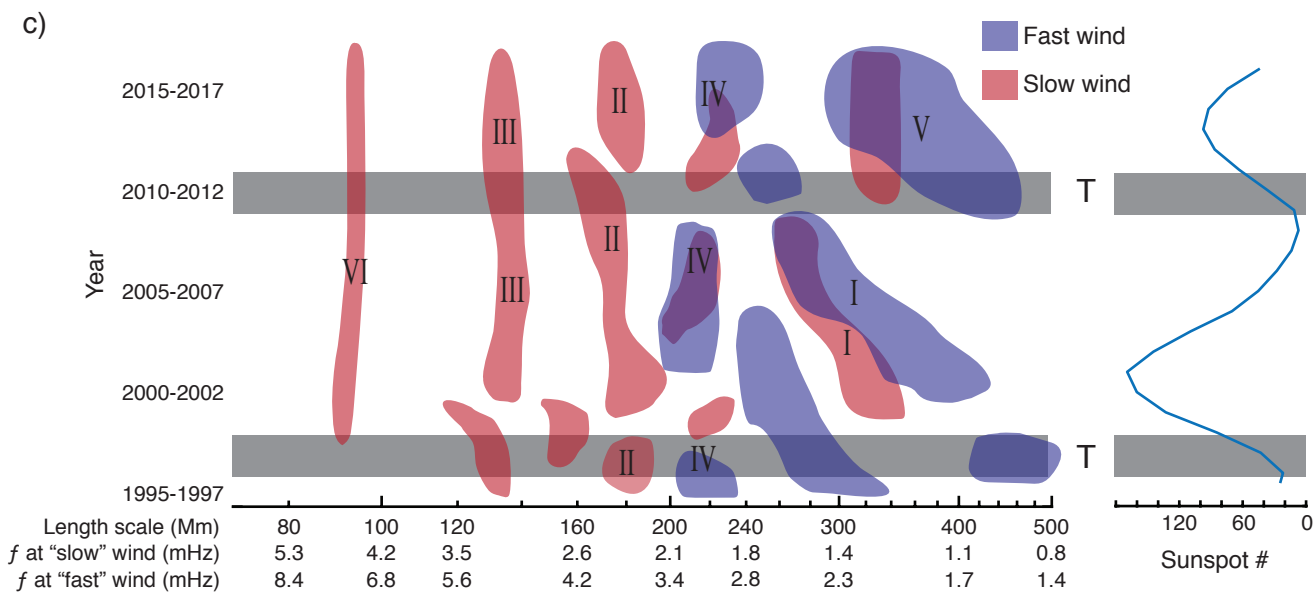 c)
Fast wind
Slow wind
2015-2017
2010-2012
2005-2007
2000-2002
1995-1997
Year
II
IV
III
V
T
II
IV
VI
III
I
I
II
IV
T
Length scale (Mm) 80 100 120 160 200 240 300 400 500
f at “slow” wind (mHz) 5.3 4.2 3.5 2.6 2.1 1.8 1.4 1.1 0.8
f at “fast” wind (mHz) 8.4 6.8 5.6 4.2 3.4 2.8 2.3 1.7 1.4
120 60 0
Sunspot #